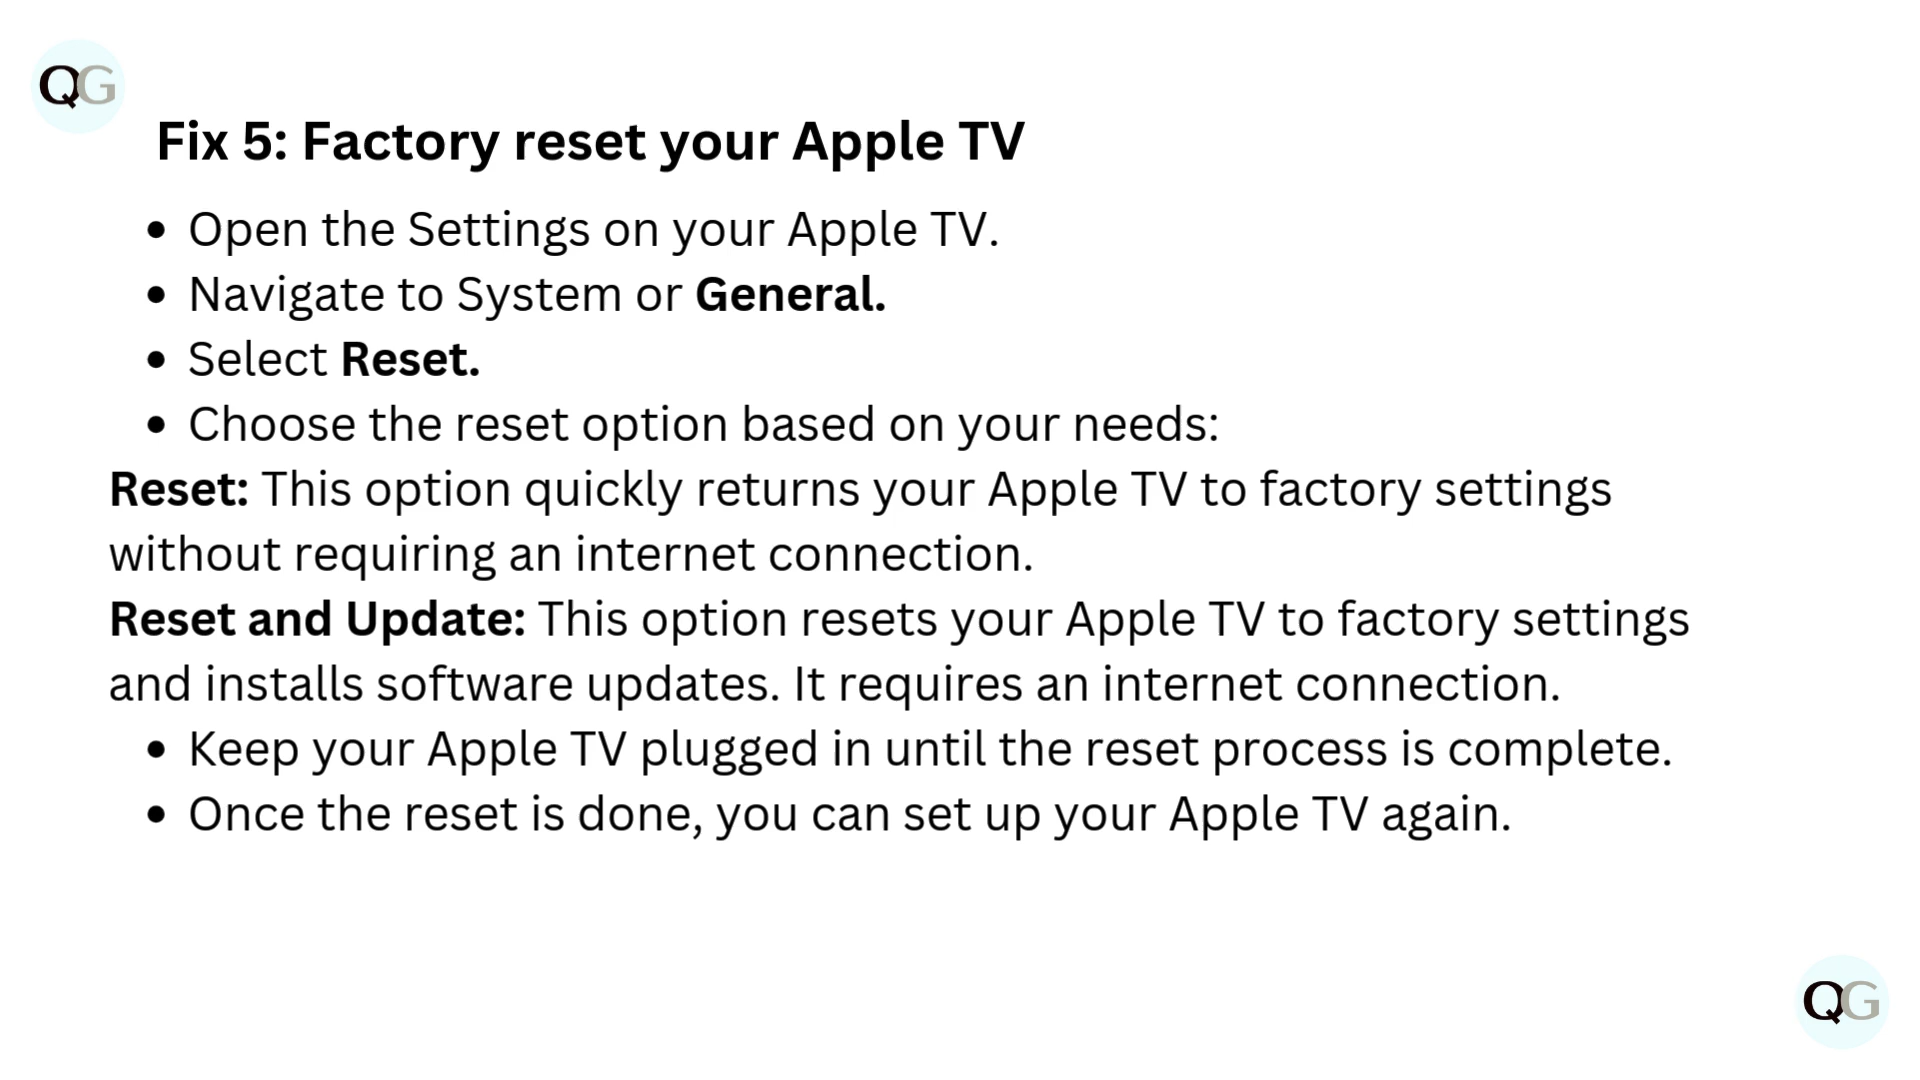 QG
Fix 5: Factory reset your Apple TV
• Open the Settings on your Apple TV.
• Navigate to System or General.
• Select Reset.
• Choose the reset option based on your needs:
Reset: This option quickly returns your Apple TV to factory settings
without requiring an internet connection.
Reset and Update: This option resets your Apple TV to factory settings
and installs software updates. It requires an internet connection.
• Keep your Apple TV plugged in until the reset process is complete.
• Once the reset is done, you can set up your Apple TV again.
QG